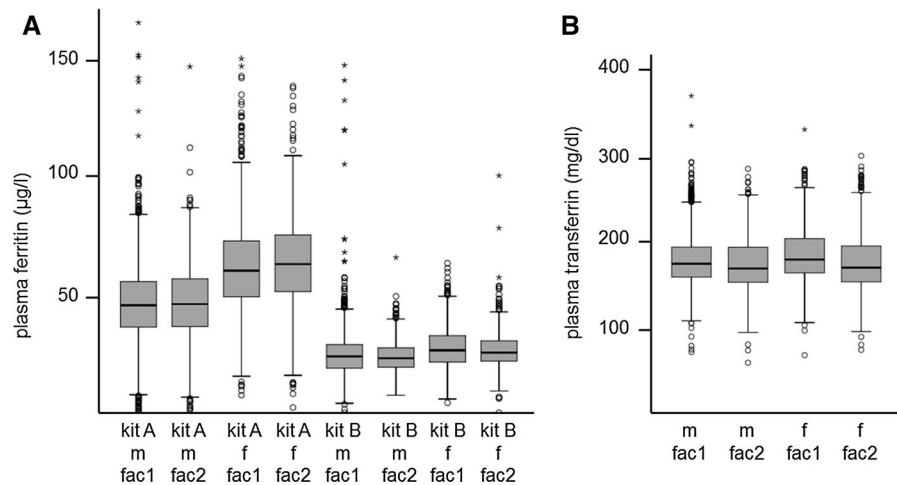 A
plasma ferritin (µg/l)
150
100
50
kit A kit A kit A kit A kit B kit B kit B kit B
m m f f m m f f
fac1 fac2 fac1 fac2 fac1 fac2 fac1 fac2
B
plasma transferrin (mg/dl)
400
300
200
100
m m f f
fac1 fac2 fac1 fac2